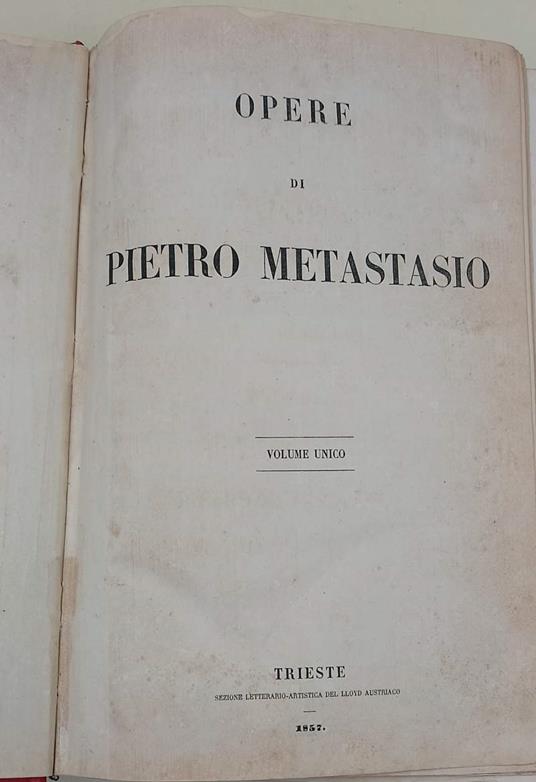 OPERE
DI
PIETRO METASTASIO
VOLUME UNICO
TRIESTE
SEZIONE LETTERARIO-ARTISTICA DEL LLOYD AUSTRIACO
1857.